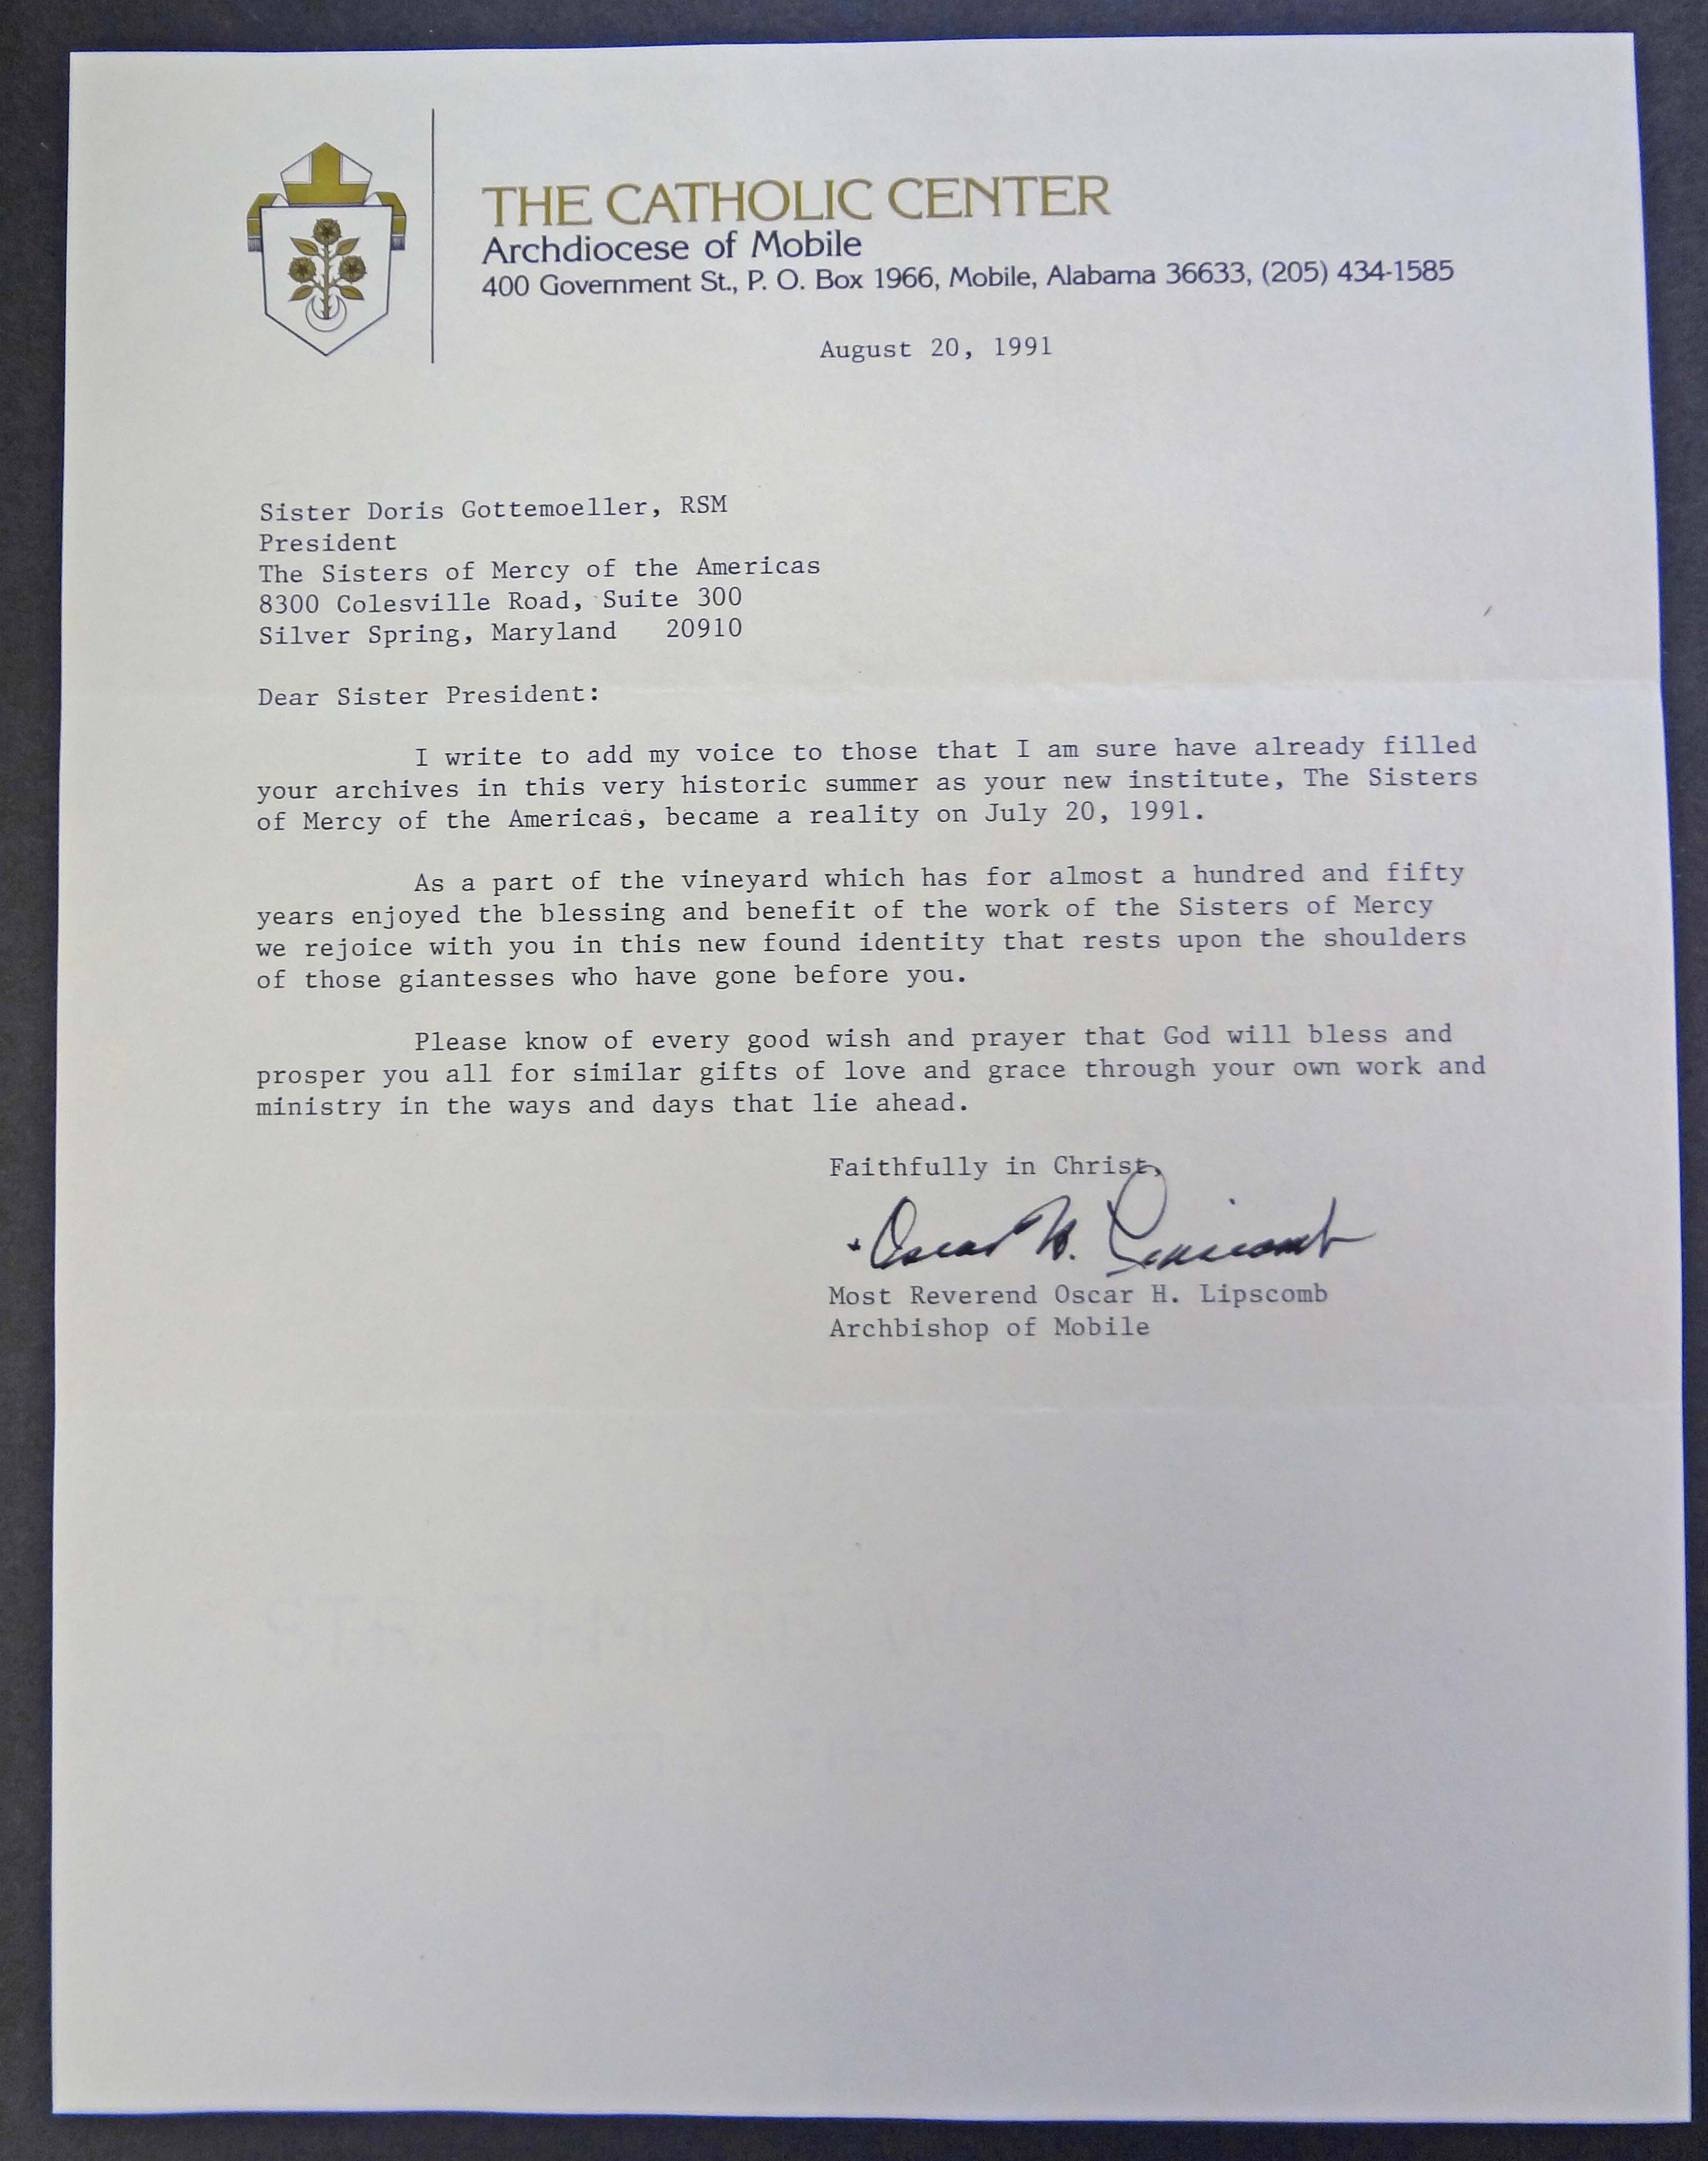 THE CATHOLIC CENTER
Archdiocese of Mobile
400 Government St., P. O. Box 1966, Mobile, Alabama 36633, (205) 434-1585
August 20, 1991
Sister Doris Gottemoeller, RSM
President
The Sisters of Mercy of the Americas
8300 Colesville Road, Suite 300
Silver Spring, Maryland 20910
Dear Sister President:
I write to add my voice to those that I am sure have already filled
your archives in this very historic summer as your new institute, The Sisters
of Mercy of the Americas, became a reality on July 20, 1991.
As a part of the vineyard which has for almost a hundred and fifty
years enjoyed the blessing and benefit of the work of the Sisters of Mercy
we rejoice with you in this new found identity that rests upon the shoulders
of those giantesses who have gone before you.
Please know of every good wish and prayer that God will bless and
prosper you all for similar gifts of love and grace through your own work and
ministry in the ways and days that lie ahead.
Faithfully in Christ,
+Oscar H. Lipscomb
Most Reverend Oscar H. Lipscomb
Archbishop of Mobile